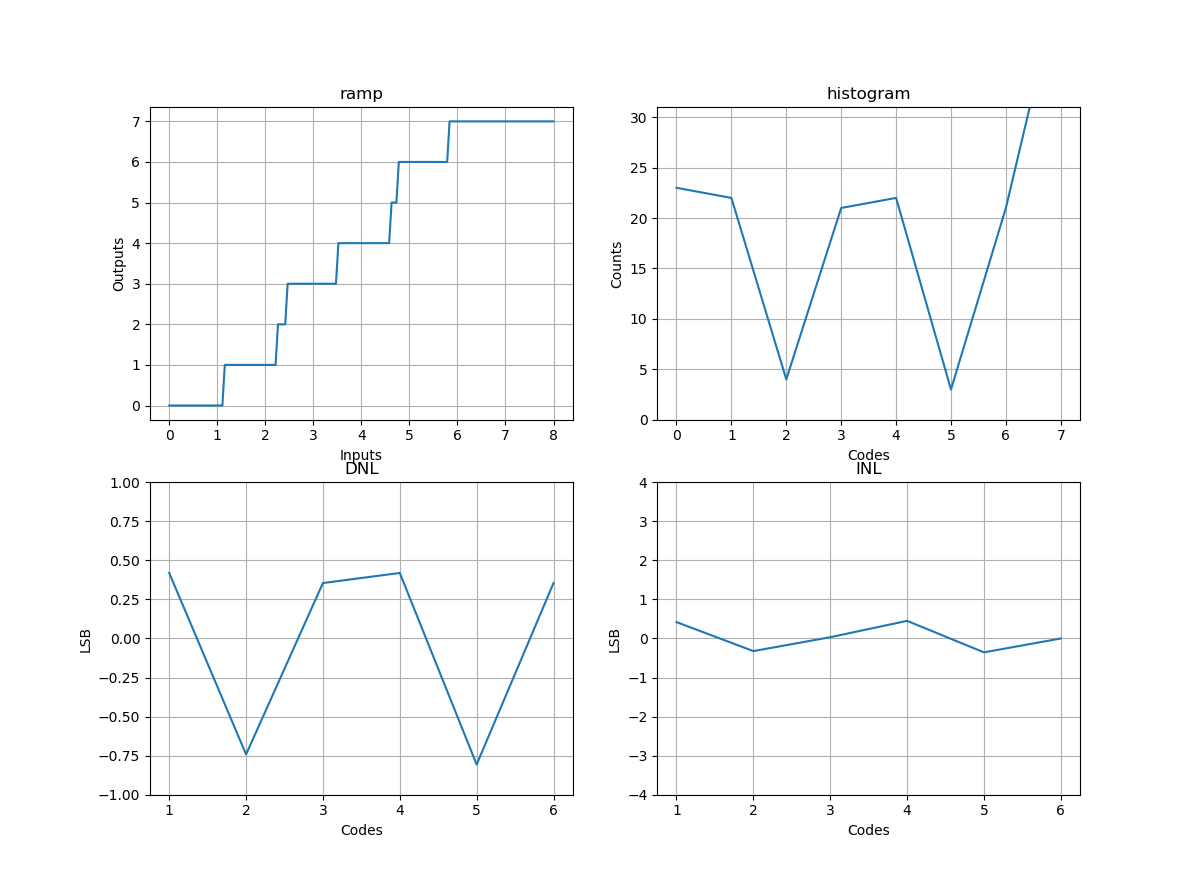 ramp
7
6
5
4
3
2
1
0
Outputs
0 1 2 3 4 5 6 7 8
Inputs
histogram
30
25
20
15
10
5
0
Counts
0 1 2 3 4 5 6 7
Codes
DNL
1.00
0.75
0.50
0.25
0.00
−0.25
−0.50
−0.75
−1.00
LSB
1 2 3 4 5 6
Codes
INL
4
3
2
1
0
−1
−2
−3
−4
LSB
1 2 3 4 5 6
Codes